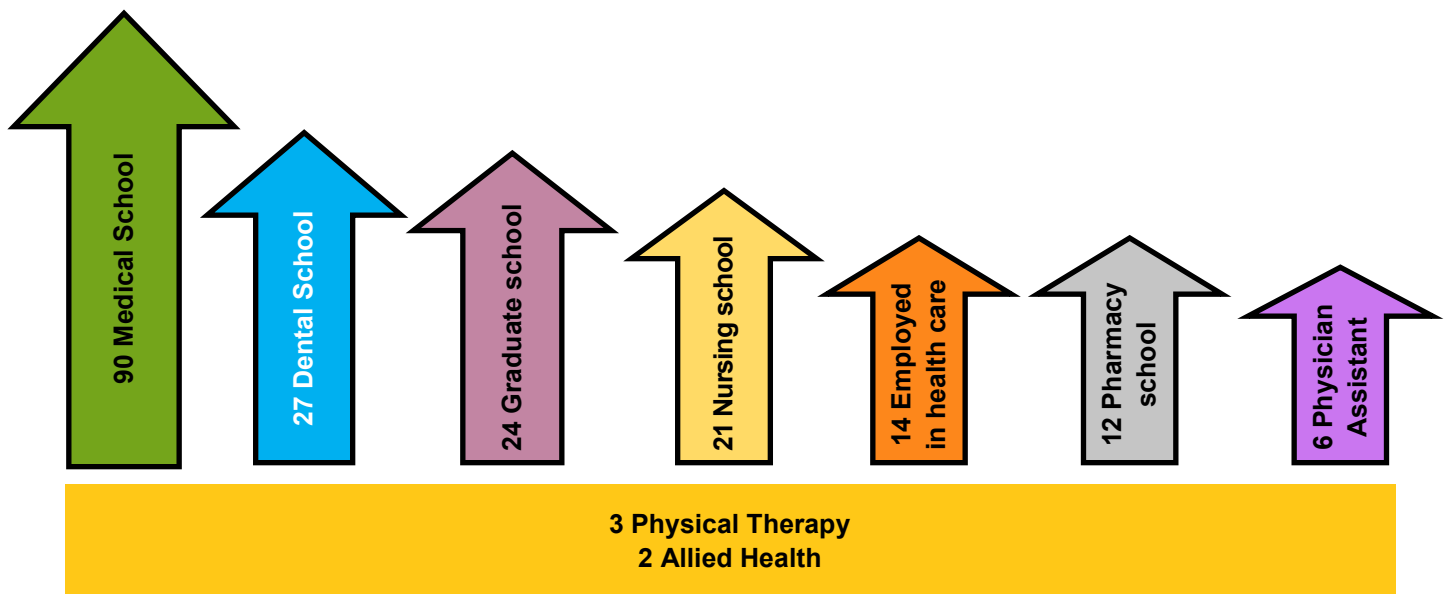 90 Medical School
27 Dental School
24 Graduate school
21 Nursing school
14 Employed
in health care
12 Pharmacy
school
6 Physician
Assistant
3 Physical Therapy
2 Allied Health